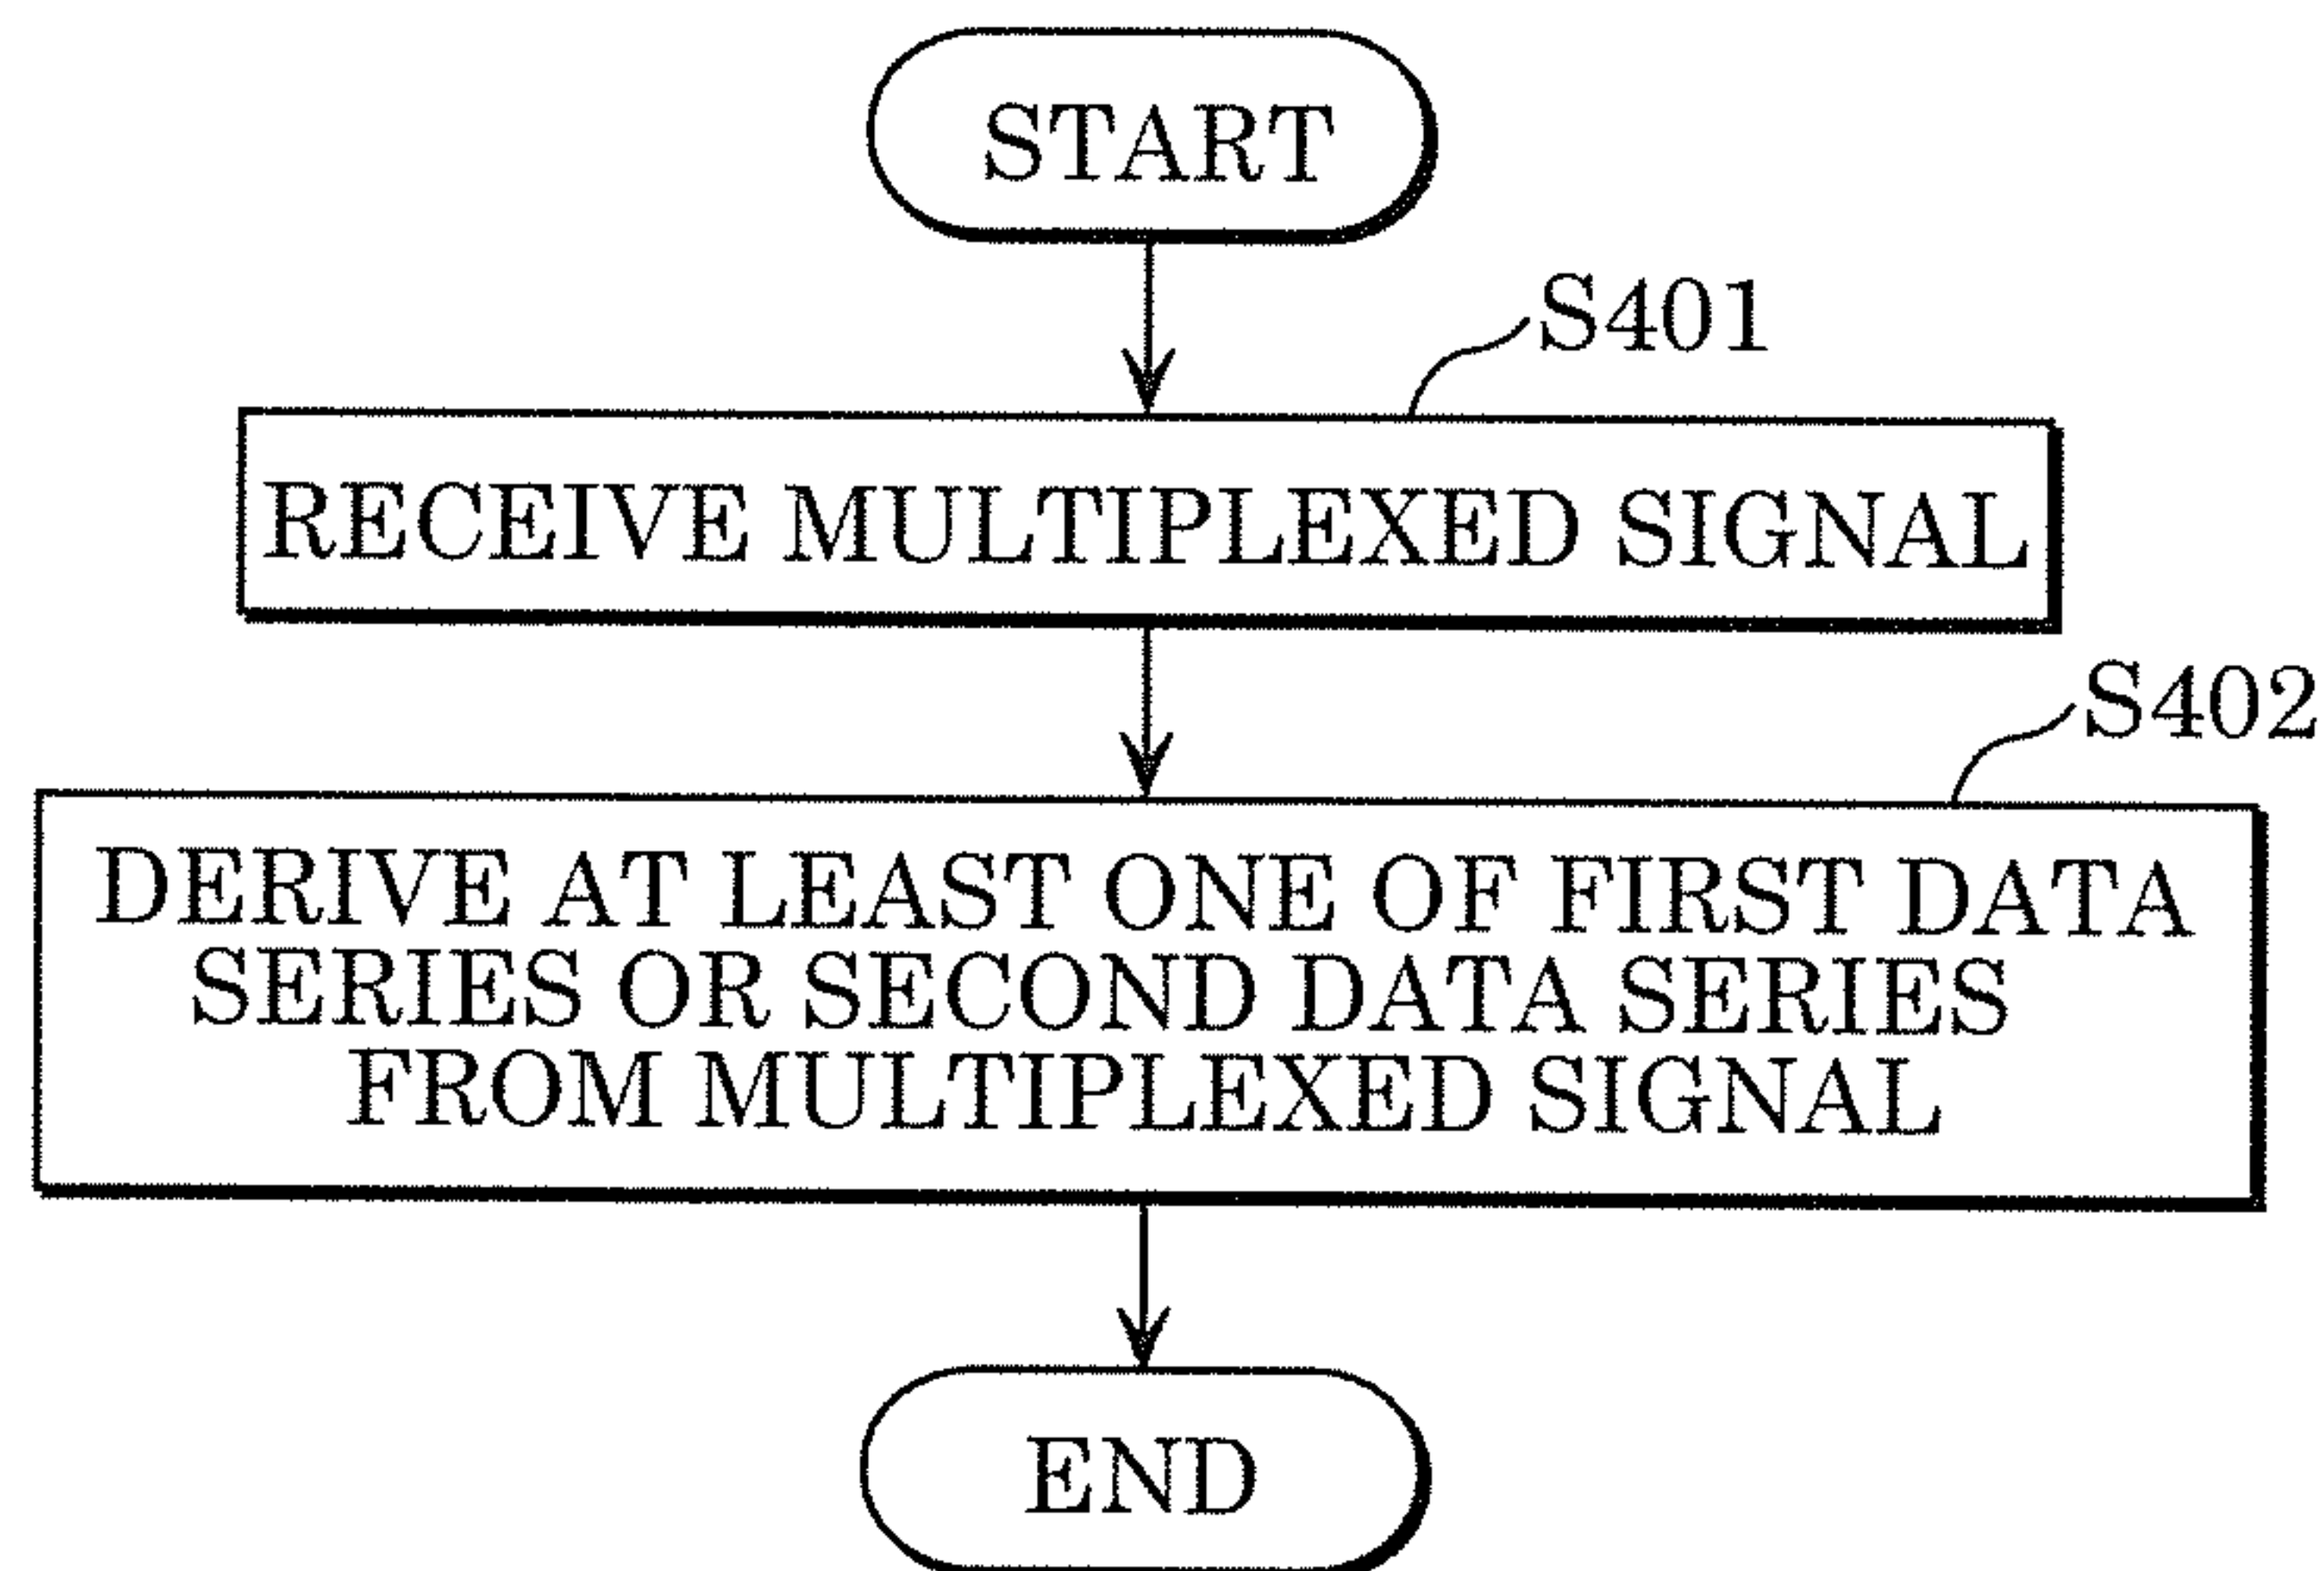 START
S401
RECEIVE MULTIPLEXED SIGNAL
S402
DERIVE AT LEAST ONE OF FIRST DATA
SERIES OR SECOND DATA SERIES
FROM MULTIPLEXED SIGNAL
END